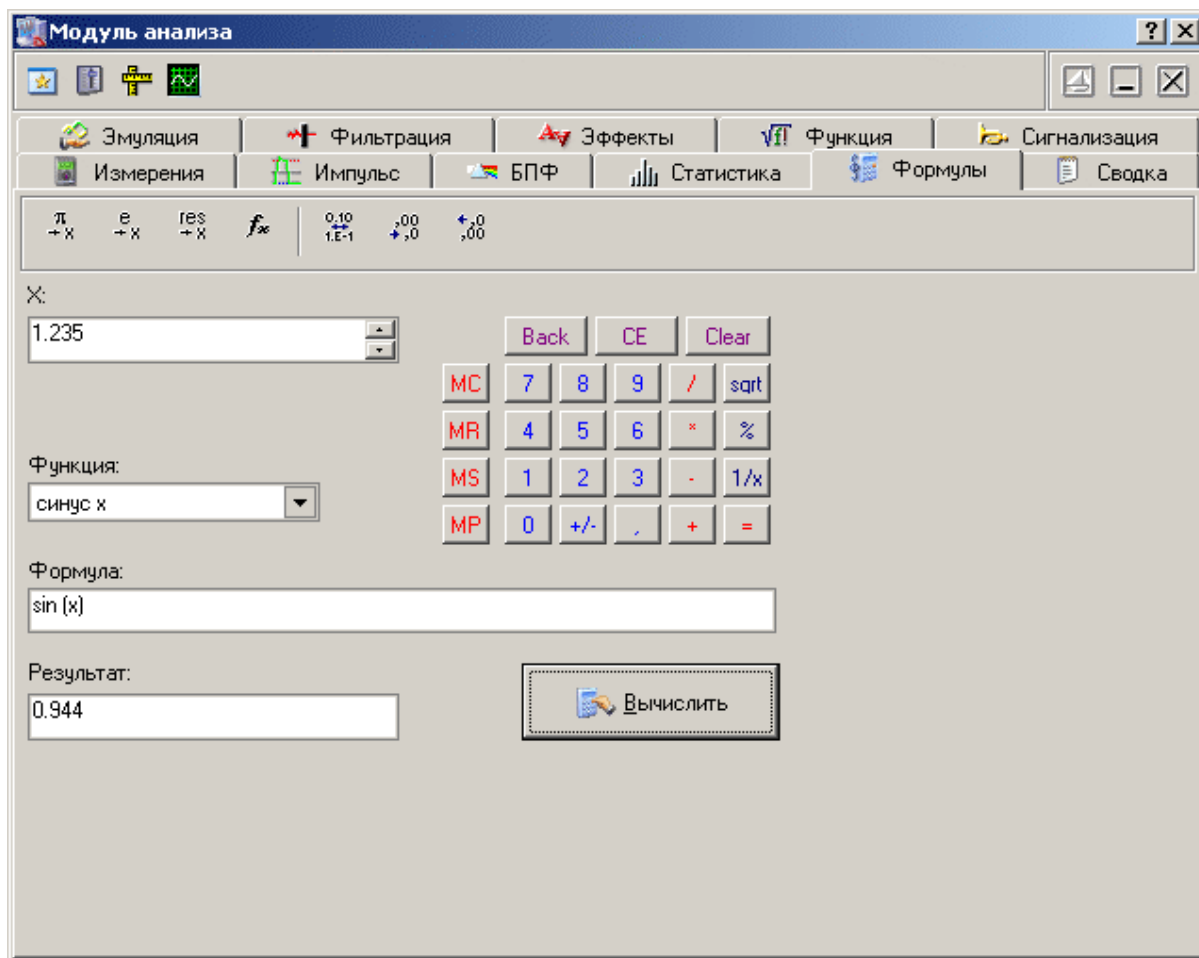 Модуль анализа
Эмуляция Фильтрация Эффекты √f! Функция Сигнализация
Измерения Импульс БПФ Статистика Формулы Сводка
π→x e→x res→x fx 0,10 1.E-1 ,00 →,0 ←,0 ,00
X:
1.235
Back CE Clear
MC 7 8 9 / sqrt
MR 4 5 6 * %
Функция:
MS 1 2 3 - 1/x
синус x
MP 0 +/- , + =
Формула:
sin (x)
Результат:
0.944
Вычислить